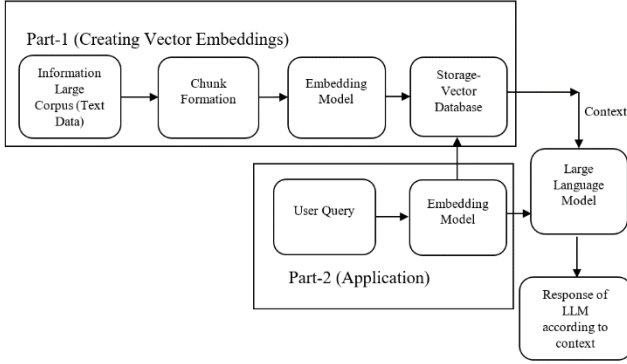 Part-1 (Creating Vector Embeddings)
Information
Large
Corpus (Text
Data)
Chunk
Formation
Embedding
Model
Storage-
Vector
Database
Context
Large
Language
Model
User Query
Embedding
Model
Part-2 (Application)
Response of
LLM
according to
context